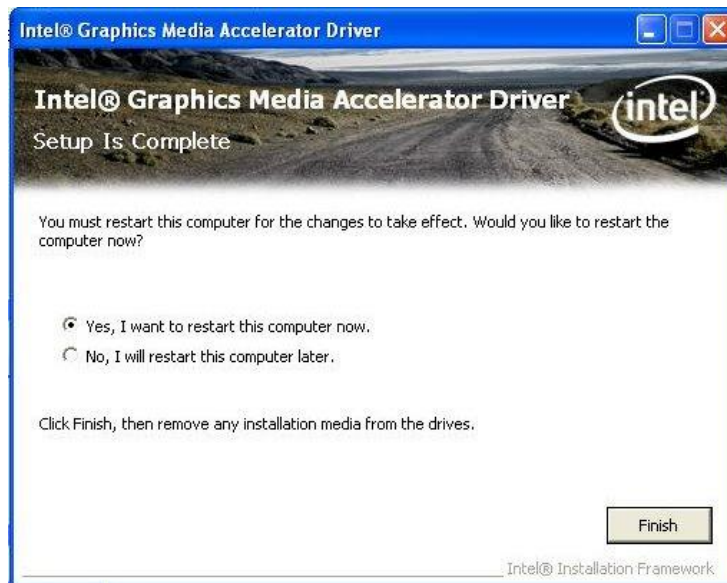 Intel® Graphics Media Accelerator Driver
Intel® Graphics Media Accelerator Driver
intel
Setup Is Complete
You must restart this computer for the changes to take effect. Would you like to restart the
computer now?
Yes, I want to restart this computer now.
No, I will restart this computer later.
Click Finish, then remove any installation media from the drives.
Finish
Intel® Installation Framework